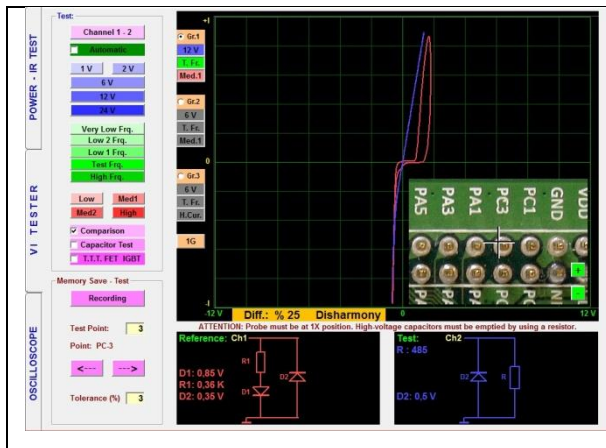 POWER - IR TEST
VI TESTER
OSCILLOSCOPE
Test:
Channel 1 - 2
Automatic
1 V
2 V
6 V
12 V
24 V
Very Low Frq.
Low 2 Frq.
Low 1 Frq.
Test Frq.
High Frq.
Low
Med1
Med2
High
Comparison
Capacitor Test
T.T.T. FET IGBT
Memory Save - Test
Recording
Test Point: 3
Point: PC-3
<---
--->
Tolerance (%) 3
Gr.1
12 V
T. Fr.
Med.1
Gr.2
6 V
T. Fr.
Med.1
Gr.3
6 V
T. Fr.
H.Cur.
1G
+I
0
-I
0
12 V
PA5
PA3
PA1
PC3
PC1
GND
VDD
+
-
Diff.: % 25 Disharmony
ATTENTION: Probe must be at 1X position. High-voltage capacitors must be emptied by using a resistor.
Reference: Ch1
D1: 0,85 V
R1: 0,36 K
D2: 0,35 V
R1
D1
D2
Test: Ch2
R : 485
D2: 0,5 V
D2
R